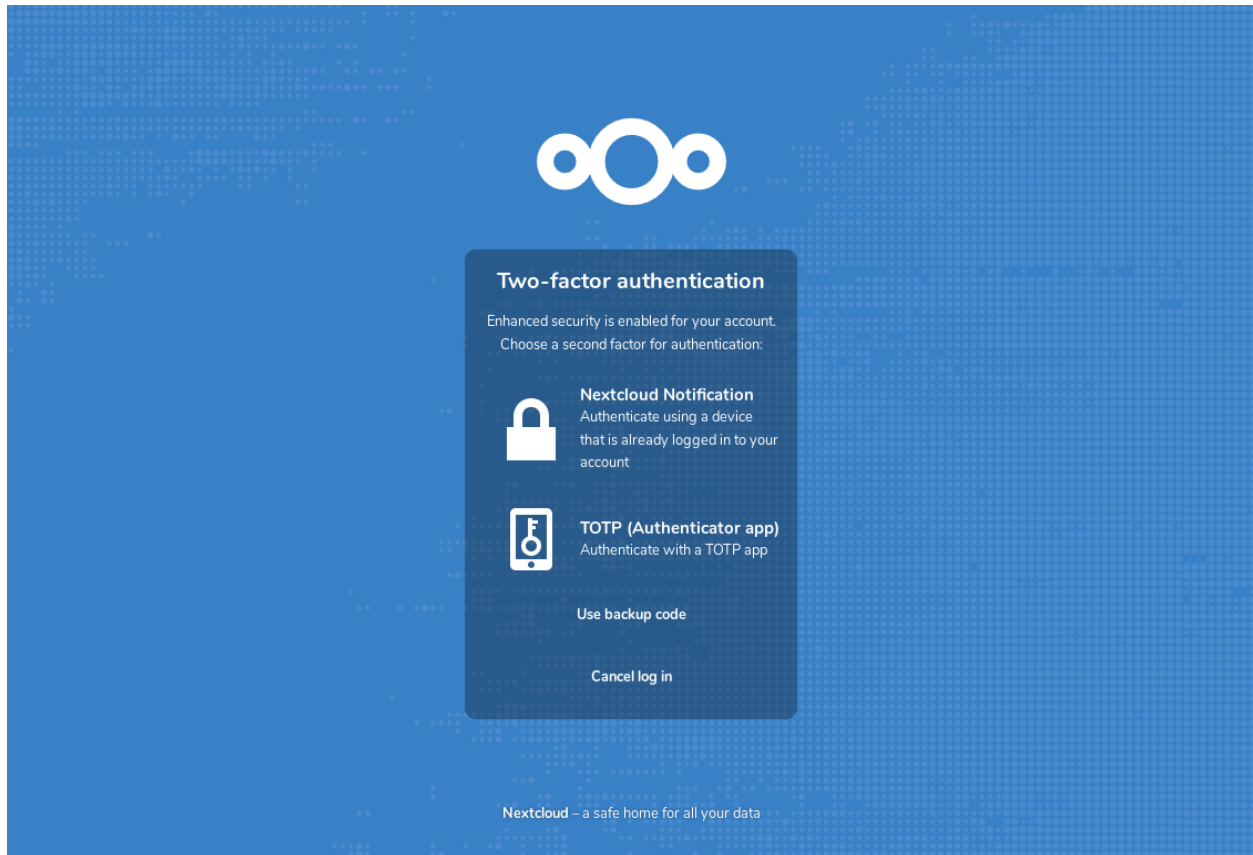 Two-factor authentication
Enhanced security is enabled for your account.
Choose a second factor for authentication:
Nextcloud Notification
Authenticate using a device
that is already logged in to your
account
TOTP (Authenticator app)
Authenticate with a TOTP app
Use backup code
Cancel log in
Nextcloud – a safe home for all your data